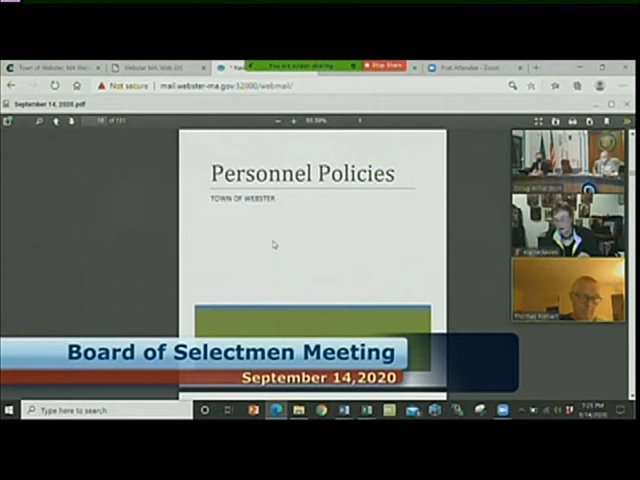 Town of Webster, MA We
Webster MA, Web
You are screen sharing
Stop Share
Post Attendee - Zoom
Not secure
mail.webster-ma.gov:32000/webmail/
September 14, 2020.pdf
of 131
Personnel Policies
TOWN OF WEBSTER
Board of Selectmen Meeting
September 14,2020
Type here to search
7:25 PM
9/14/2020